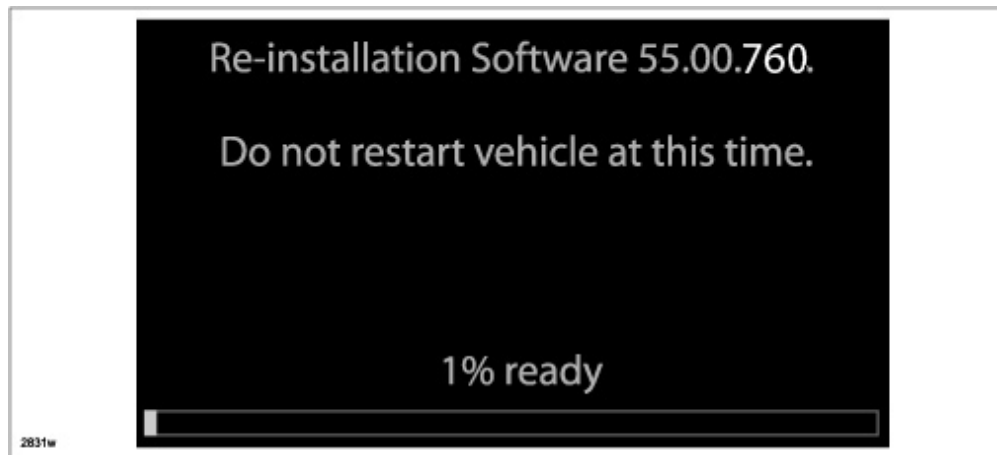 Re-installation Software 55.00.760.
Do not restart vehicle at this time.
1% ready
2831w